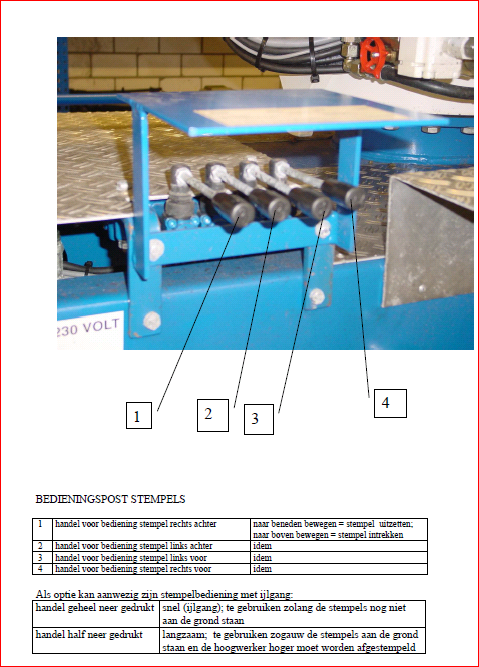 230 VOLT
1
2
3
4
BEDIENINGSPOST STEMPELS
1 handel voor bediening stempel rechts achter naar beneden bewegen = stempel uitzetten;
naar boven bewegen = stempel intrekken
2 handel voor bediening stempel links achter idem
3 handel voor bediening stempel links voor idem
4 handel voor bediening stempel rechts voor idem
Als optie kan aanwezig zijn stempelbediening met ijlgang:
handel geheel neer gedrukt snel (ijlgang); te gebruiken zolang de stempels nog niet
aan de grond staan
handel half neer gedrukt langzaam; te gebruiken zogauw de stempels aan de grond
staan en de hoogwerker hoger moet worden afgestempeld